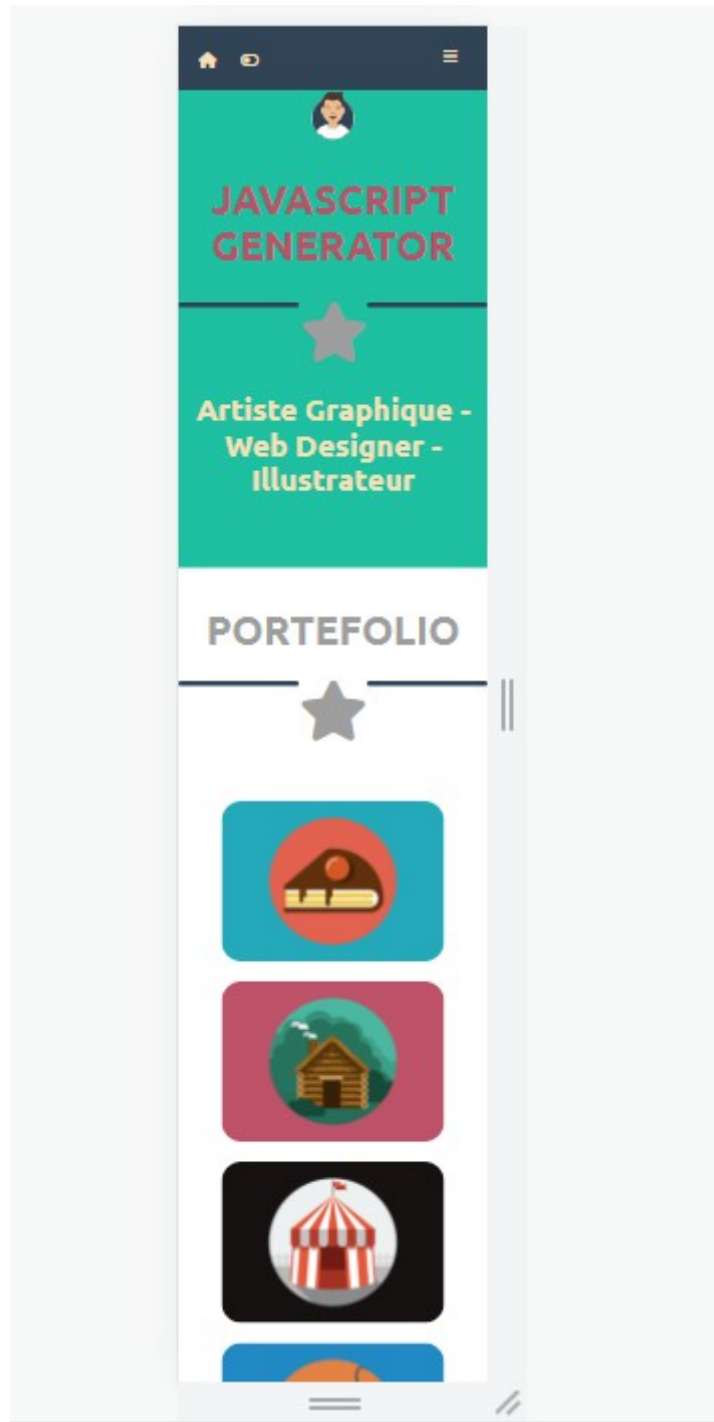 JAVASCRIPT
GENERATOR
Artiste Graphique -
Web Designer -
Illustrateur
PORTEFOLIO